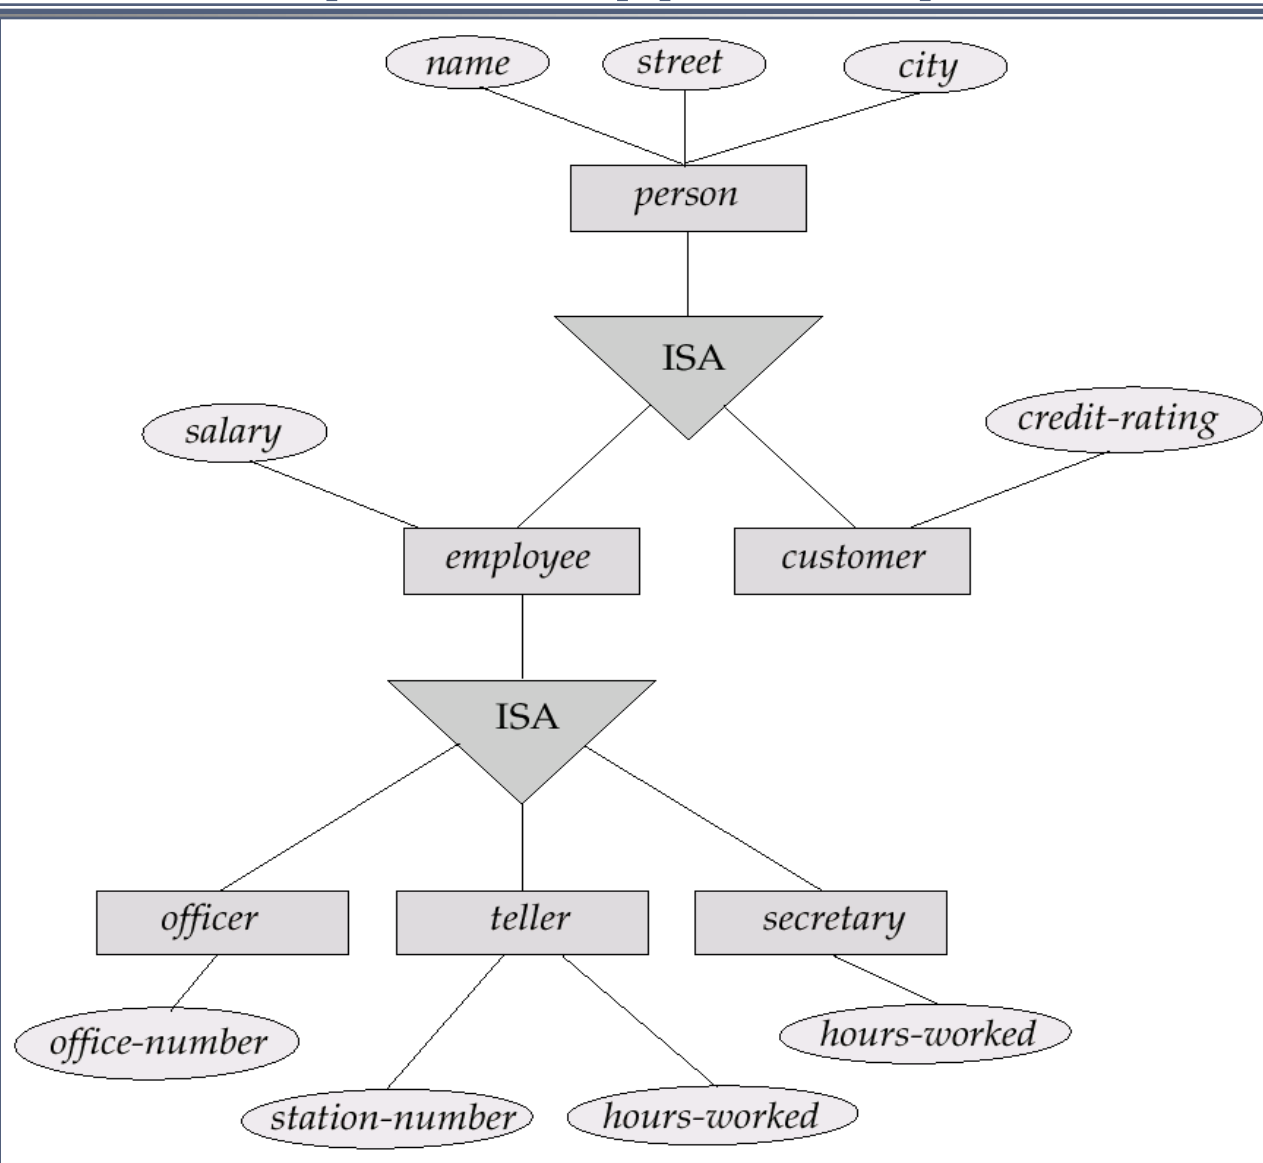 name
street
city
person
ISA
salary
credit-rating
employee
customer
ISA
officer
teller
secretary
office-number
hours-worked
station-number
hours-worked